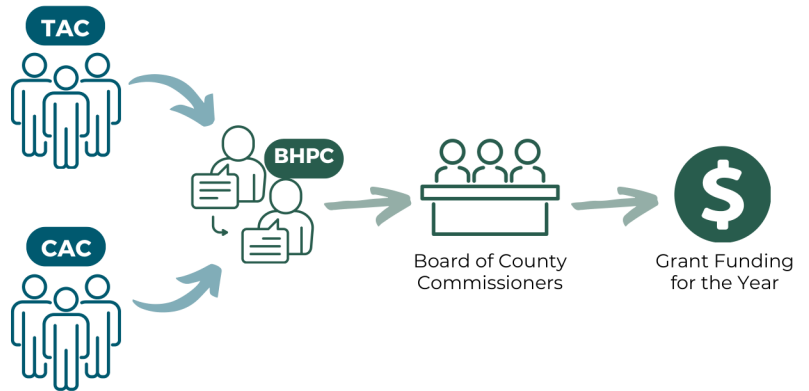 TAC
BHPC
CAC
Board of County
Commissioners
Grant Funding
for the Year
$